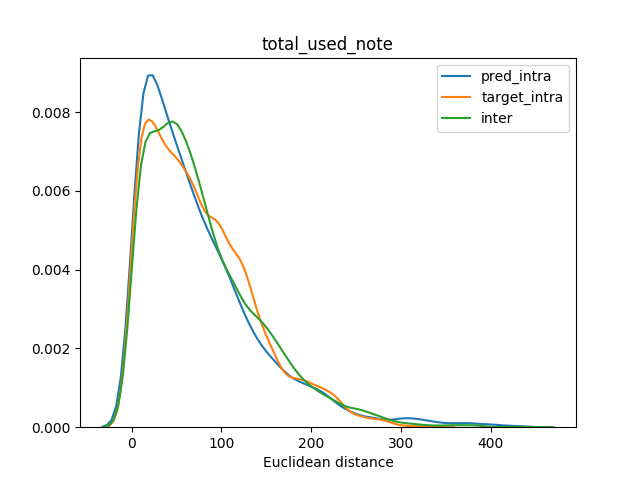 total_used_note
pred_intra
target_intra
inter
0.008
0.006
0.004
0.002
0.000
0 100 200 300 400
Euclidean distance